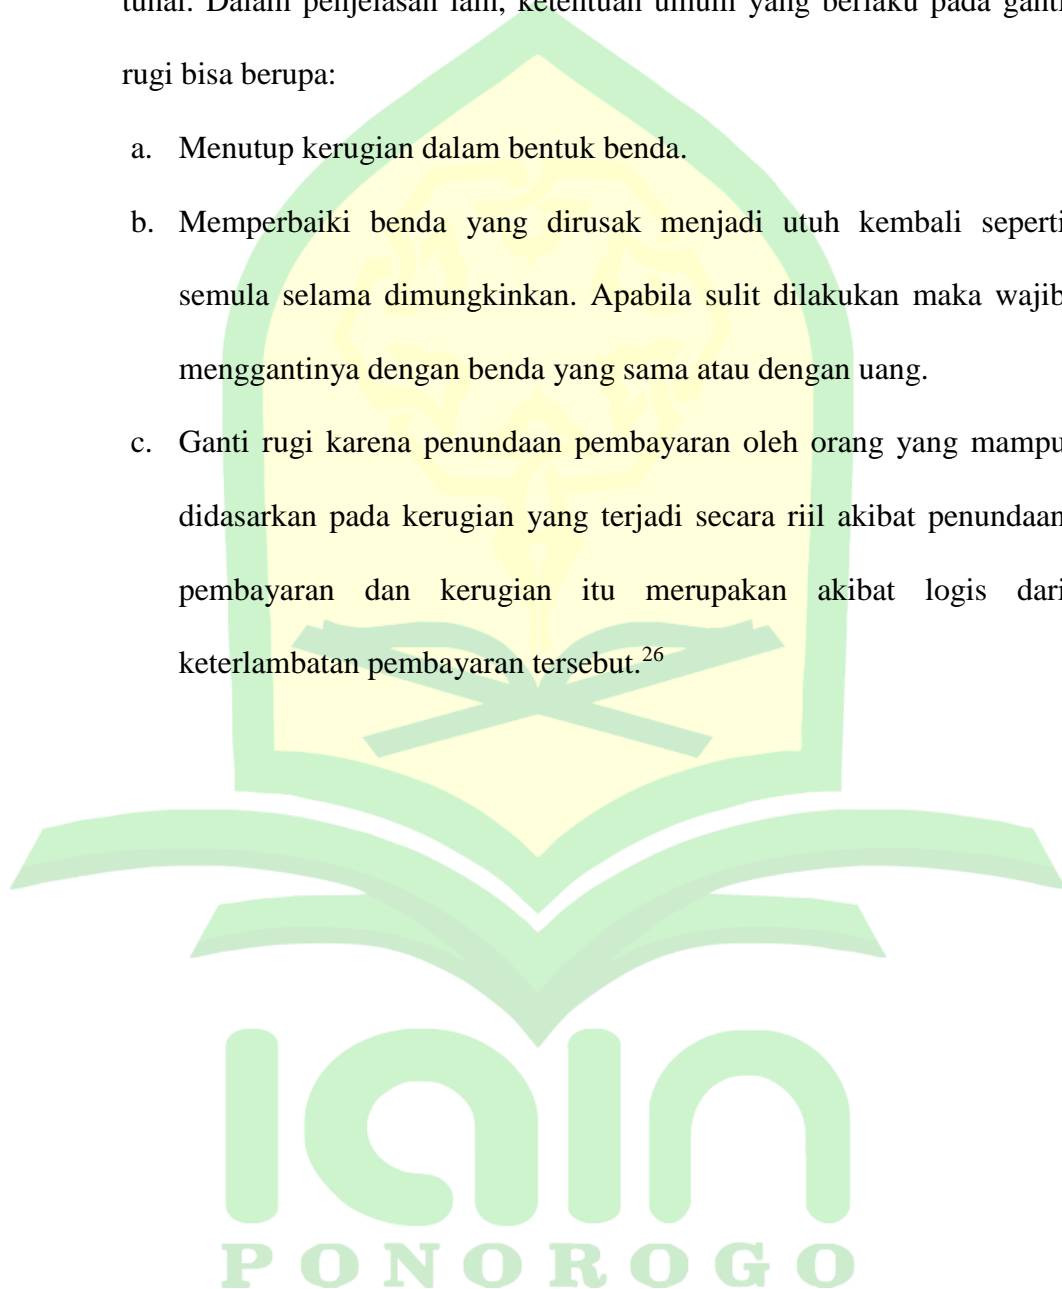 tunai. Dalam penjelasan lain, ketentuan umum yang berlaku pada ganti
rugi bisa berupa:
a. Menutup kerugian dalam bentuk benda.
b. Memperbaiki benda yang dirusak menjadi utuh kembali seperti
semula selama dimungkinkan. Apabila sulit dilakukan maka wajib
menggantinya dengan benda yang sama atau dengan uang.
c. Ganti rugi karena penundaan pembayaran oleh orang yang mampu
didasarkan pada kerugian yang terjadi secara riil akibat penundaan
pembayaran dan kerugian itu merupakan akibat logis dari
keterlambatan pembayaran tersebut.26
IAIN
PONOROGO